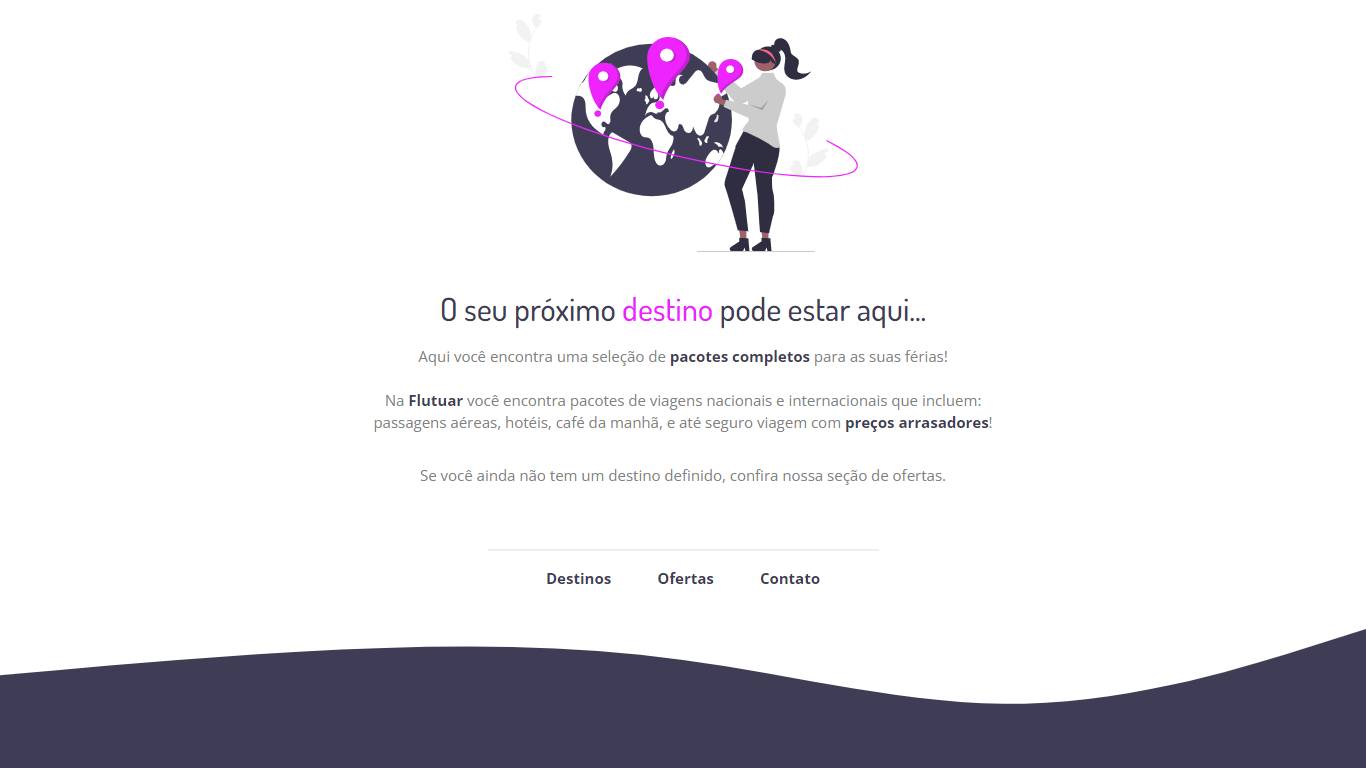 O seu próximo destino pode estar aqui...
Aqui você encontra uma seleção de pacotes completos para as suas férias!
Na Flutuar você encontra pacotes de viagens nacionais e internacionais que incluem:
passagens aéreas, hotéis, café da manhã, e até seguro viagem com preços arrasadores!
Se você ainda não tem um destino definido, confira nossa seção de ofertas.
Destinos Ofertas Contato